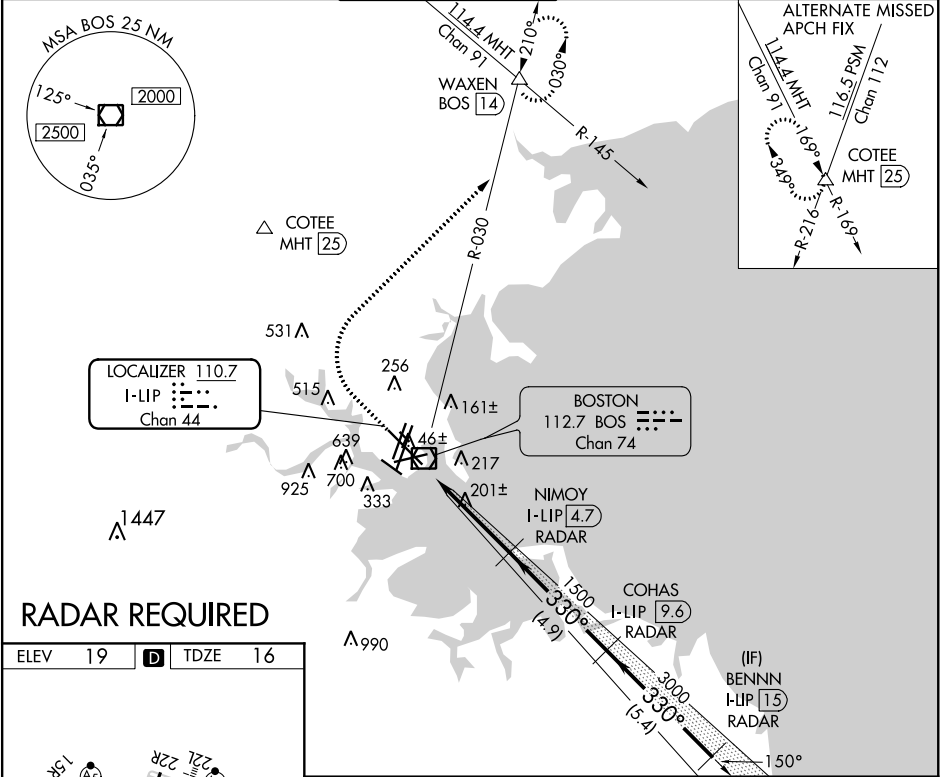 MSA BOS 25 NM
125°
2000
2500
035°
114.4 MHT
Chan 91
210°
030°
WAXEN
BOS 14
R-145
R-030
ALTERNATE MISSED
APCH FIX
114.4 MHT
Chan 91
116.5 PSM
Chan 112
169°
349°
COTEE
MHT 25
R-216
R-169
COTEE
MHT 25
531
515
256
161±
LOCALIZER 110.7
I-LIP
Chan 44
BOSTON
112.7 BOS
Chan 74
46±
639
700
925
333
217
201±
1447
NIMOY
I-LIP 4.7
RADAR
1500
330°
(4.9)
COHAS
I-LIP 9.6
RADAR
990
3000
330°
(5.4)
(IF)
BENNN
I-LIP 15
RADAR
150°
RADAR REQUIRED
ELEV 19 D TDZE 16
15R
22R
22L